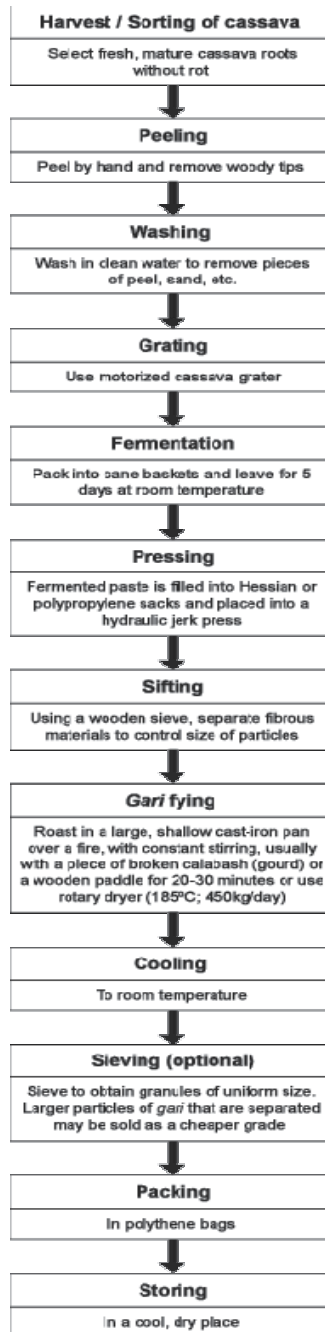 Harvest / Sorting of cassava
Select fresh, mature cassava roots
without rot
Peeling
Peel by hand and remove woody tips
Washing
Wash in clean water to remove pieces
of peel, sand, etc.
Grating
Use motorized cassava grater
Fermentation
Pack into cane baskets and leave for 5
days at room temperature
Pressing
Fermented paste is filled into Hessian or
polypropylene sacks and placed into a
hydraulic jerk press
Sifting
Using a wooden sieve, separate fibrous
materials to control size of particles
Gari fying
Roast in a large, shallow cast-iron pan
over a fire, with constant stirring, usually
with a piece of broken calabash (gourd) or
a wooden paddle for 20-30 minutes or use
rotary dryer (185ºC; 450kg/day)
Cooling
To room temperature
Sieving (optional)
Sieve to obtain granules of uniform size.
Larger particles of gari that are separated
may be sold as a cheaper grade
Packing
In polythene bags
Storing
In a cool, dry place